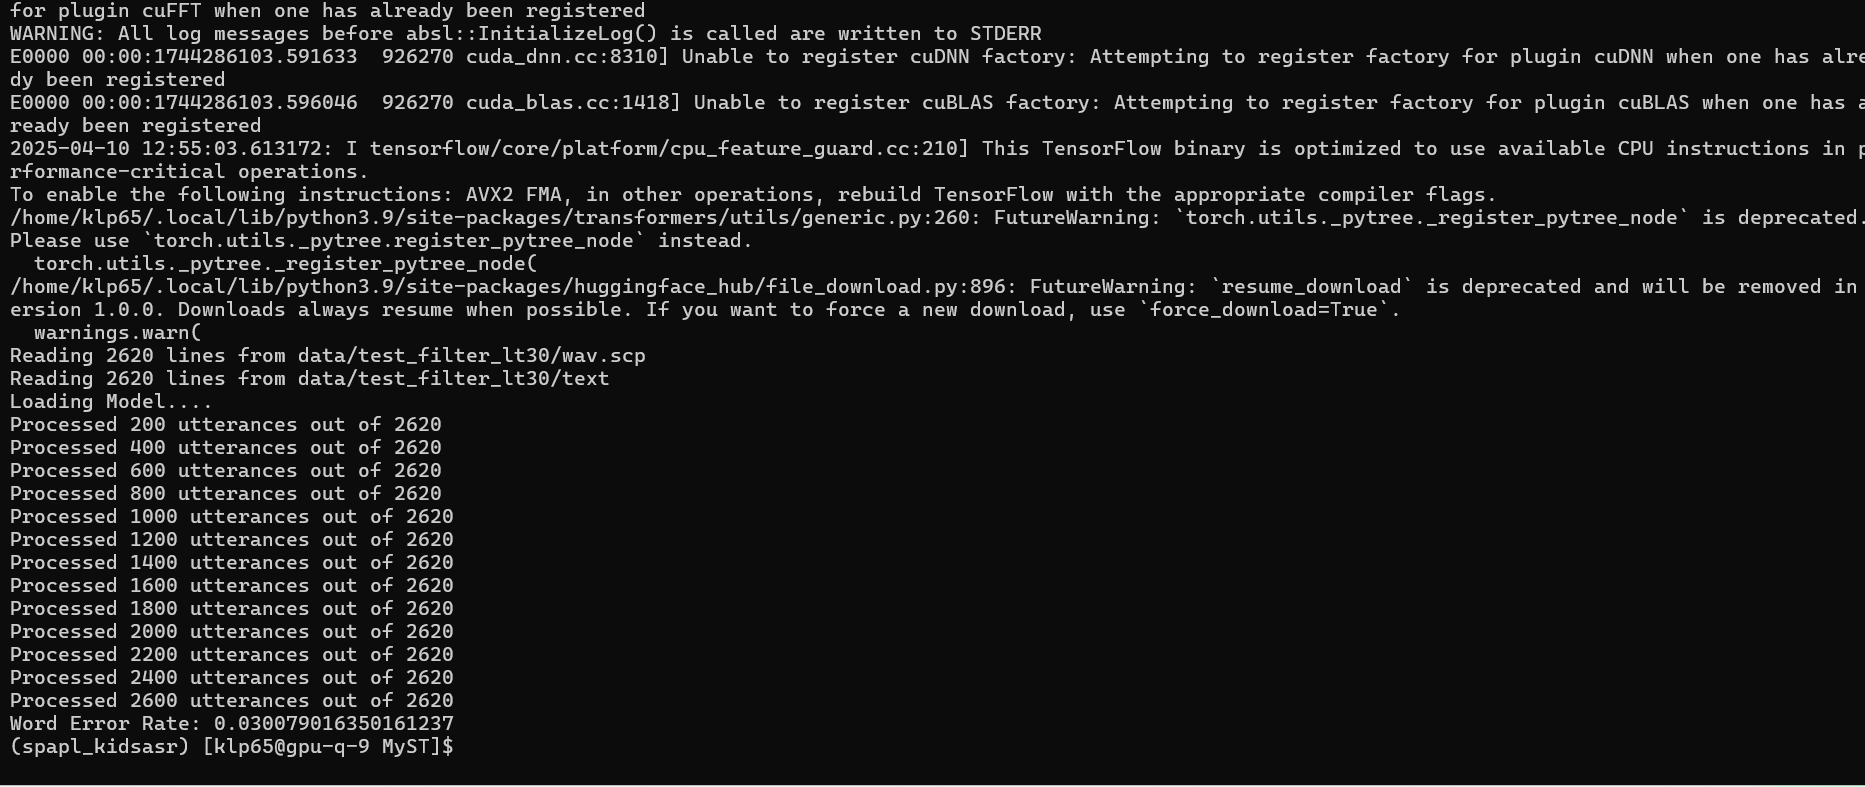 for plugin cuFFT when one has already been registered
WARNING: All log messages before absl::InitializeLog() is called are written to STDERR
E0000 00:00:1744286103.591633  926270 cuda_dnn.cc:8310] Unable to register cuDNN factory: Attempting to register factory for plugin cuDNN when one has alre
dy been registered
E0000 00:00:1744286103.596046  926270 cuda_blas.cc:1418] Unable to register cuBLAS factory: Attempting to register factory for plugin cuBLAS when one has a
ready been registered
2025-04-10 12:55:03.613172: I tensorflow/core/platform/cpu_feature_guard.cc:210] This TensorFlow binary is optimized to use available CPU instructions in p
rformance-critical operations.
To enable the following instructions: AVX2 FMA, in other operations, rebuild TensorFlow with the appropriate compiler flags.
/home/klp65/.local/lib/python3.9/site-packages/transformers/utils/generic.py:260: FutureWarning: `torch.utils._pytree._register_pytree_node` is deprecated.
Please use `torch.utils._pytree.register_pytree_node` instead.
  torch.utils._pytree._register_pytree_node(
/home/klp65/.local/lib/python3.9/site-packages/huggingface_hub/file_download.py:896: FutureWarning: `resume_download` is deprecated and will be removed in
ersion 1.0.0. Downloads always resume when possible. If you want to force a new download, use `force_download=True`.
  warnings.warn(
Reading 2620 lines from data/test_filter_lt30/wav.scp
Reading 2620 lines from data/test_filter_lt30/text
Loading Model....
Processed 200 utterances out of 2620
Processed 400 utterances out of 2620
Processed 600 utterances out of 2620
Processed 800 utterances out of 2620
Processed 1000 utterances out of 2620
Processed 1200 utterances out of 2620
Processed 1400 utterances out of 2620
Processed 1600 utterances out of 2620
Processed 1800 utterances out of 2620
Processed 2000 utterances out of 2620
Processed 2200 utterances out of 2620
Processed 2400 utterances out of 2620
Processed 2600 utterances out of 2620
Word Error Rate: 0.030079016350161237
(spapl_kidsasr) [klp65@gpu-q-9 MyST]$